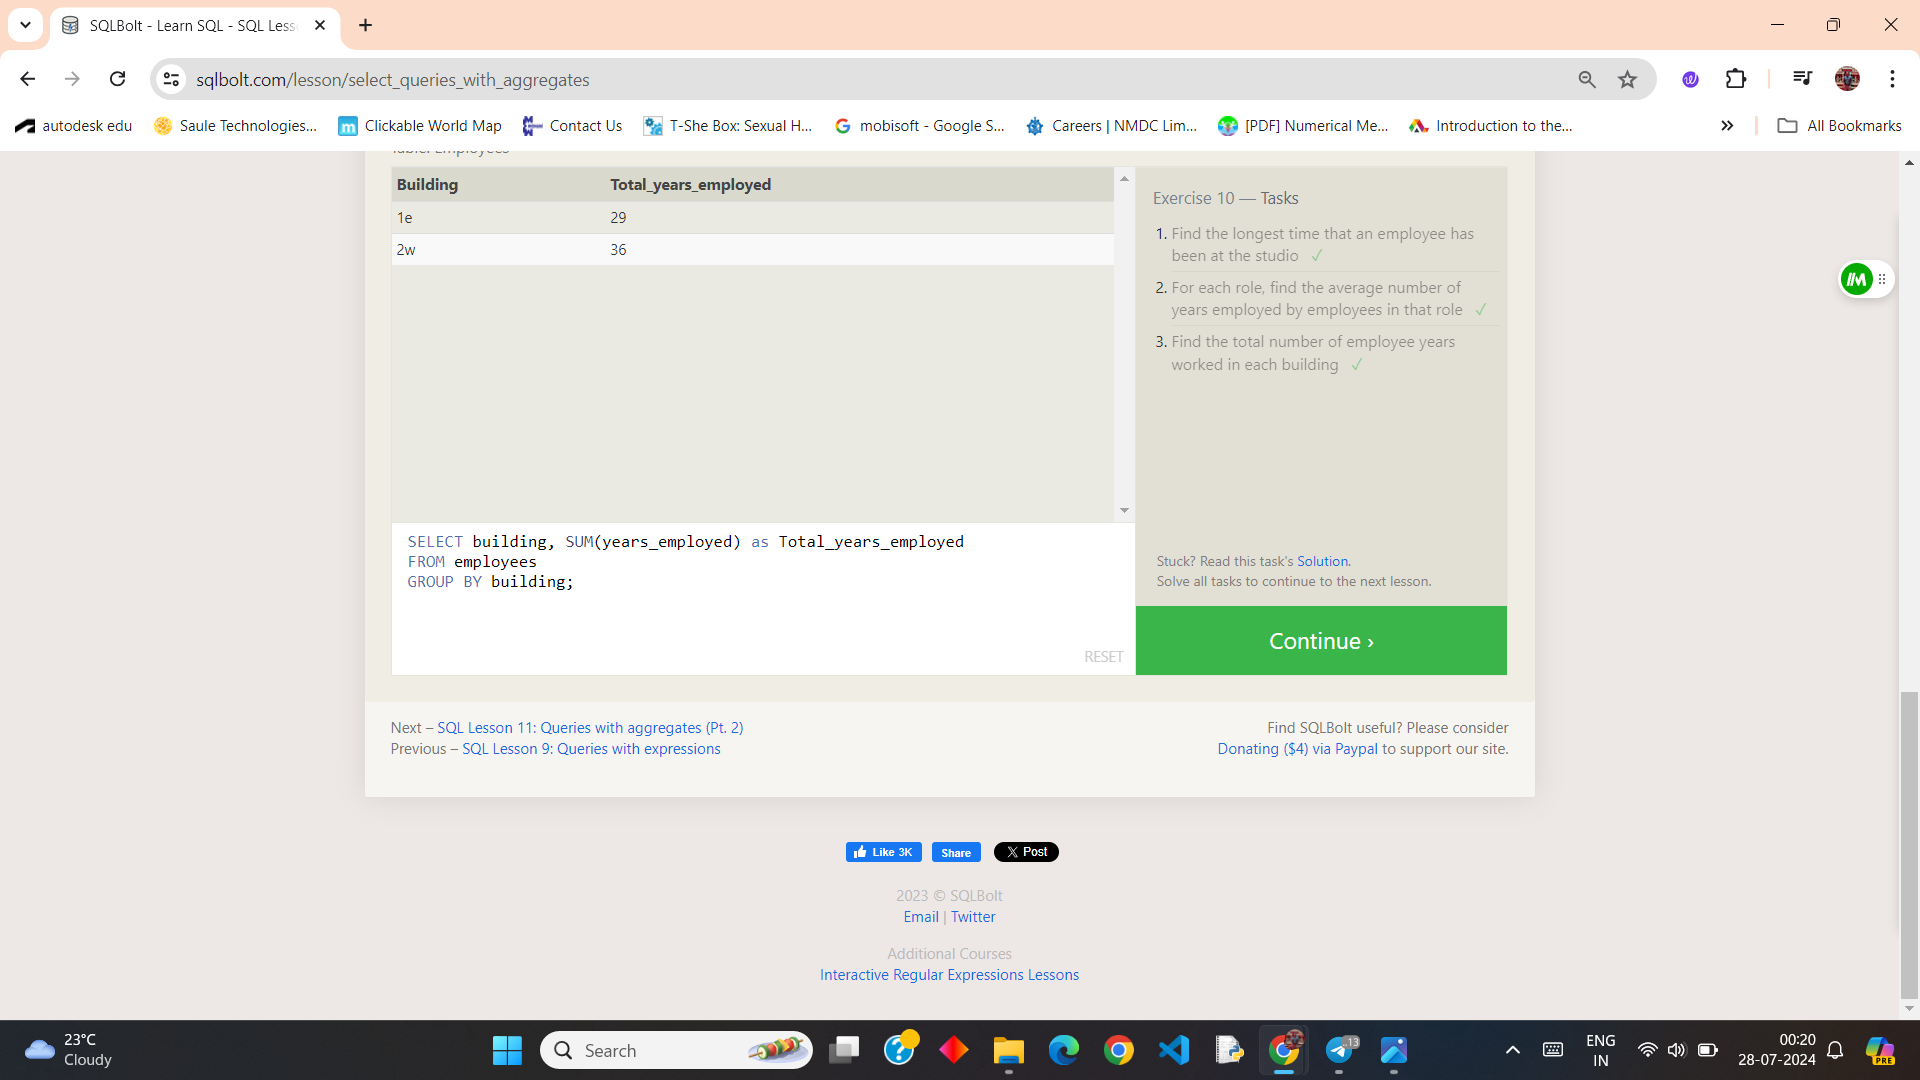 SQLBolt - Learn SQL - SQL Less
sqlbolt.com/lesson/select_queries_with_aggregates
autodesk edu
Saule Technologies...
Clickable World Map
Contact Us
T-She Box: Sexual H...
mobisoft - Google S...
Careers | NMDC Lim...
[PDF] Numerical Me...
Introduction to the...
All Bookmarks
Table: Employees
Building Total_years_employed
1e 29
2w 36
SELECT building, SUM(years_employed) as Total_years_employed
FROM employees
GROUP BY building;
RESET
Exercise 10 — Tasks
1. Find the longest time that an employee has
been at the studio ✓
2. For each role, find the average number of
years employed by employees in that role ✓
3. Find the total number of employee years
worked in each building ✓
Stuck? Read this task's Solution.
Solve all tasks to continue to the next lesson.
Continue ›
Next – SQL Lesson 11: Queries with aggregates (Pt. 2)
Previous – SQL Lesson 9: Queries with expressions
Find SQLBolt useful? Please consider
Donating ($4) via Paypal to support our site.
Like 3K
Share
X Post
2023 © SQLBolt
Email | Twitter
Additional Courses
Interactive Regular Expressions Lessons
23°C
Cloudy
Search
..13
ENG
IN
00:20
28-07-2024
PRE